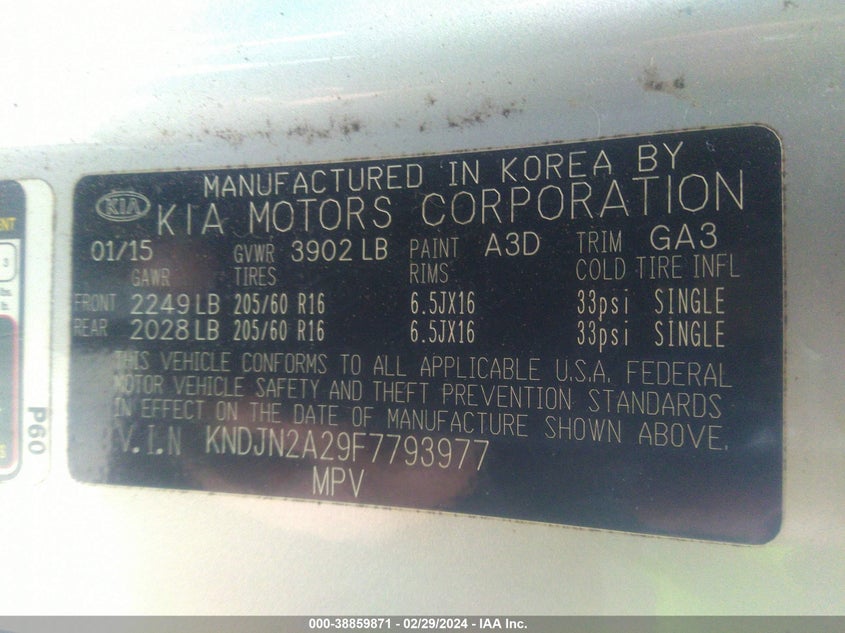 MANUFACTURED IN KOREA BY
KIA
KIA MOTORS CORPORATION
01/15 GVWR 3902 LB PAINT A3D TRIM GA3
GAWR TIRES RIMS COLD TIRE INFL
FRONT 2249 LB 205/60 R16 6.5JX16 33psi SINGLE
REAR 2028 LB 205/60 R16 6.5JX16 33psi SINGLE
THIS VEHICLE CONFORMS TO ALL APPLICABLE U.S.A. FEDERAL
MOTOR VEHICLE SAFETY AND THEFT PREVENTION STANDARDS
IN EFFECT ON THE DATE OF MANUFACTURE SHOWN ABOVE.
V.I.N KNDJN2A29F7793977
MPV
ENT
3
P60
S
000-38859871 - 02/29/2024 - IAA Inc.